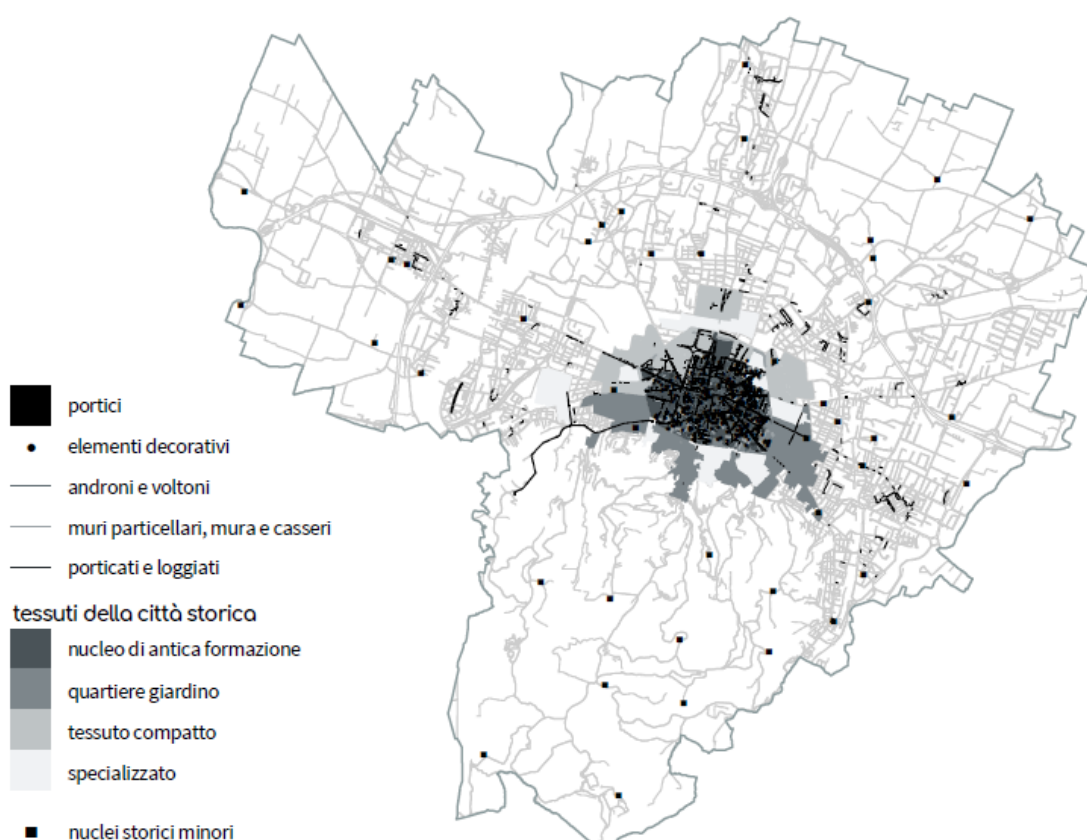 portici
elementi decorativi
androni e voltoni
muri particellari, mura e casseri
porticati e loggiati
tessuti della città storica
nucleo di antica formazione
quartiere giardino
tessuto compatto
specializzato
nuclei storici minori